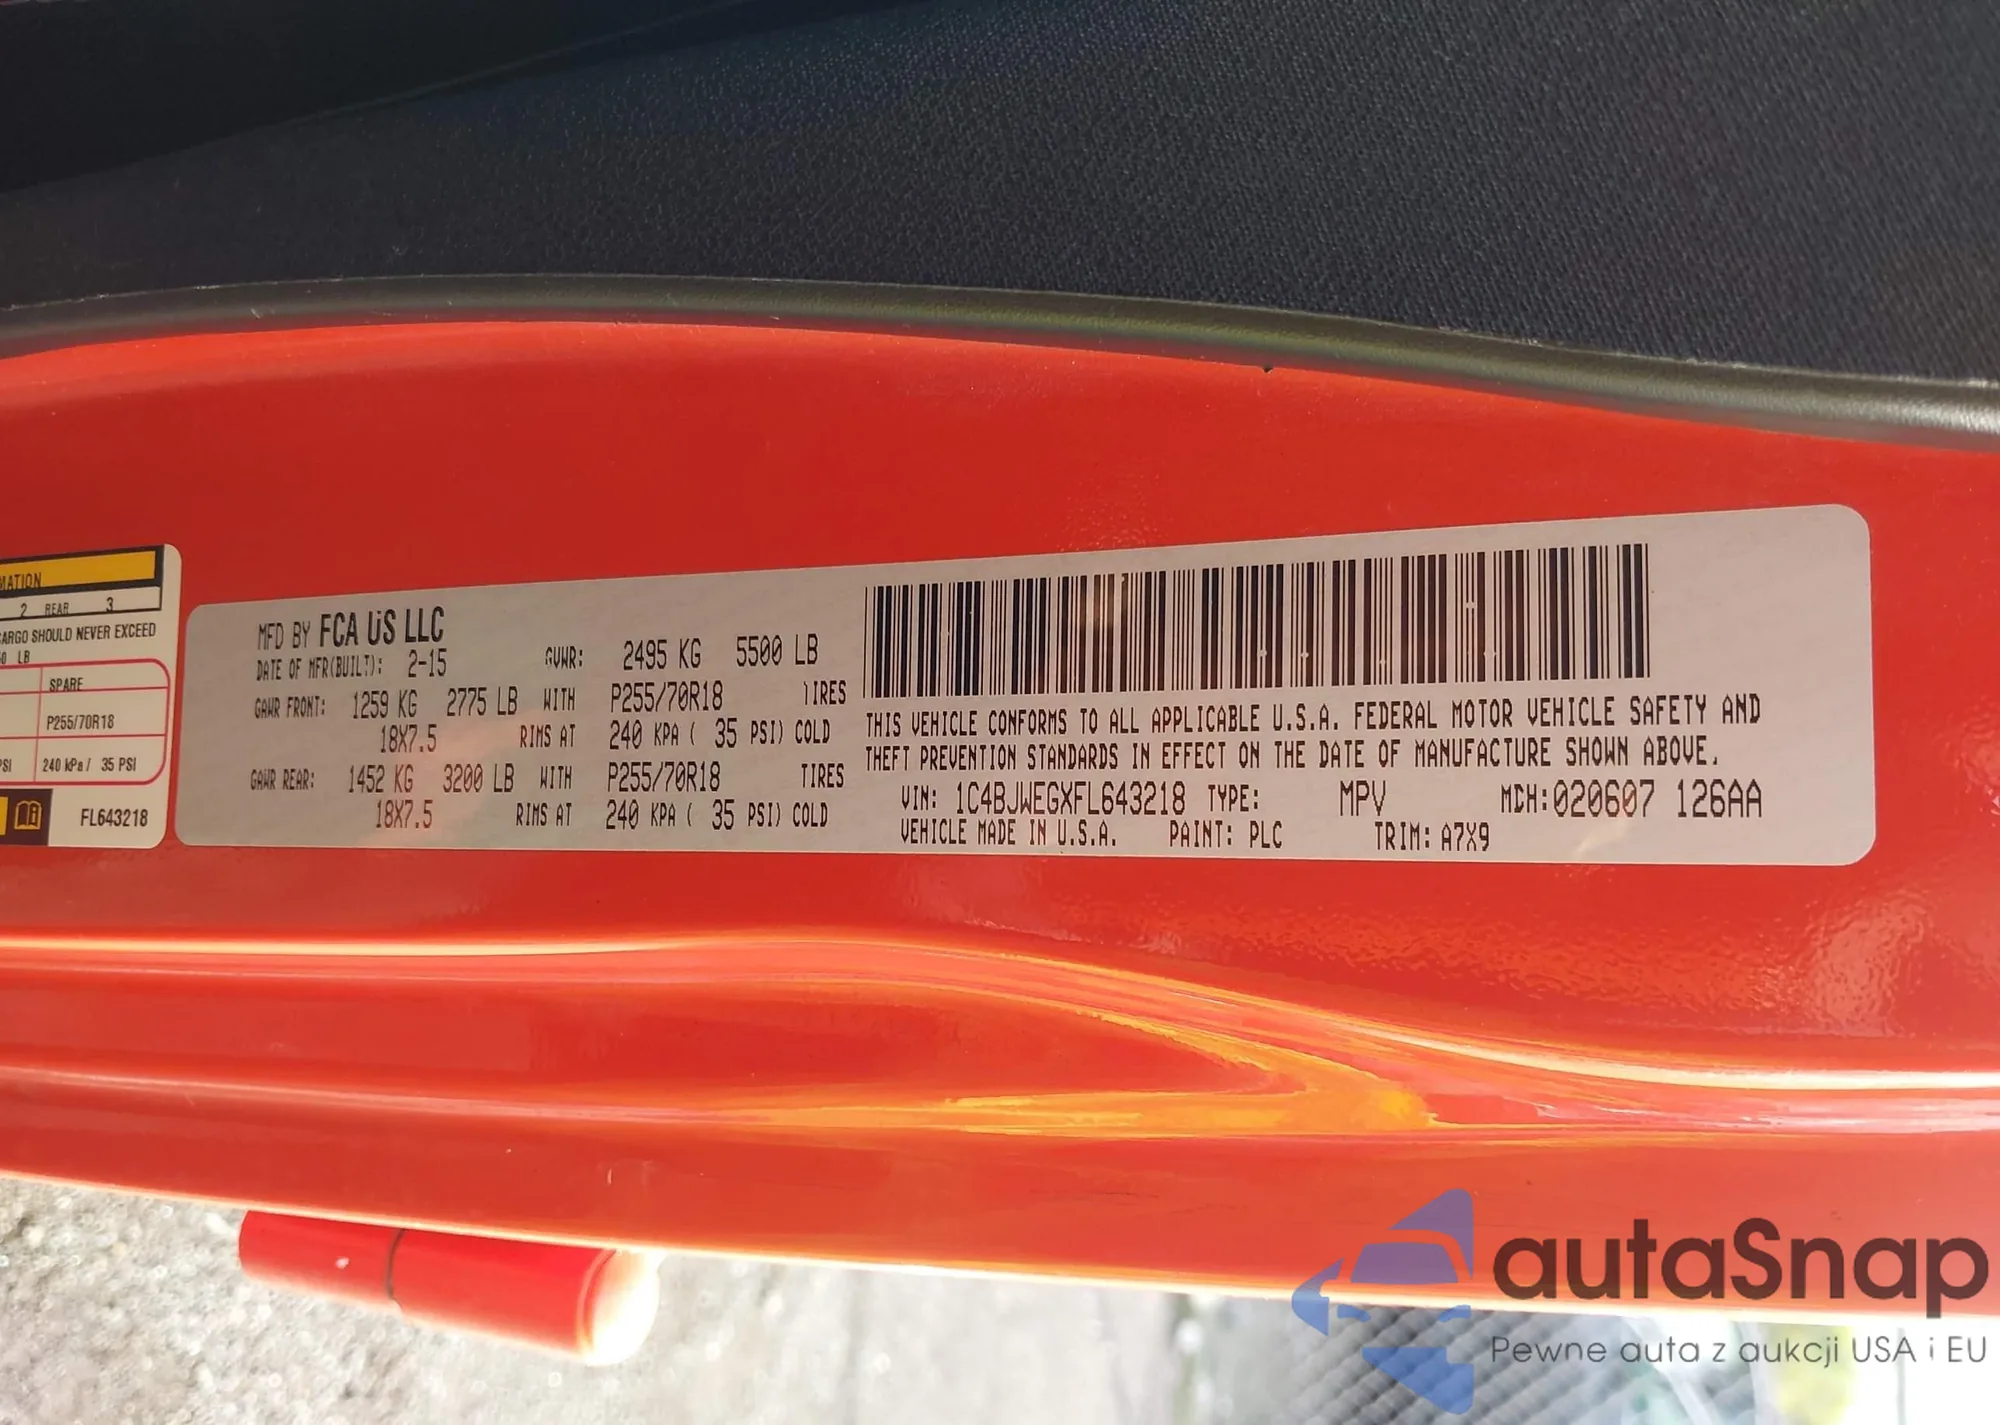 MATION
2 REAR 3
CARGO SHOULD NEVER EXCEED
0 LB
SPARE
P255/70R18
PSI 240 kPa / 35 PSI
FL643218
MFD BY FCA US LLC
DATE OF MFR(BUILT): 2-15 GVWR: 2495 KG 5500 LB
GAWR FRONT: 1259 KG 2775 LB WITH P255/70R18 TIRES
18X7.5 RIMS AT 240 KPA ( 35 PSI) COLD
GAWR REAR: 1452 KG 3200 LB WITH P255/70R18 TIRES
18X7.5 RIMS AT 240 KPA ( 35 PSI) COLD
THIS VEHICLE CONFORMS TO ALL APPLICABLE U.S.A. FEDERAL MOTOR VEHICLE SAFETY AND
THEFT PREVENTION STANDARDS IN EFFECT ON THE DATE OF MANUFACTURE SHOWN ABOVE.
VIN: 1C4BJWEGXFL643218 TYPE: MPV MDH:020607 126AA
VEHICLE MADE IN U.S.A. PAINT: PLC TRIM: A7X9
autaSnap
Pewne auta z aukcji USA i EU